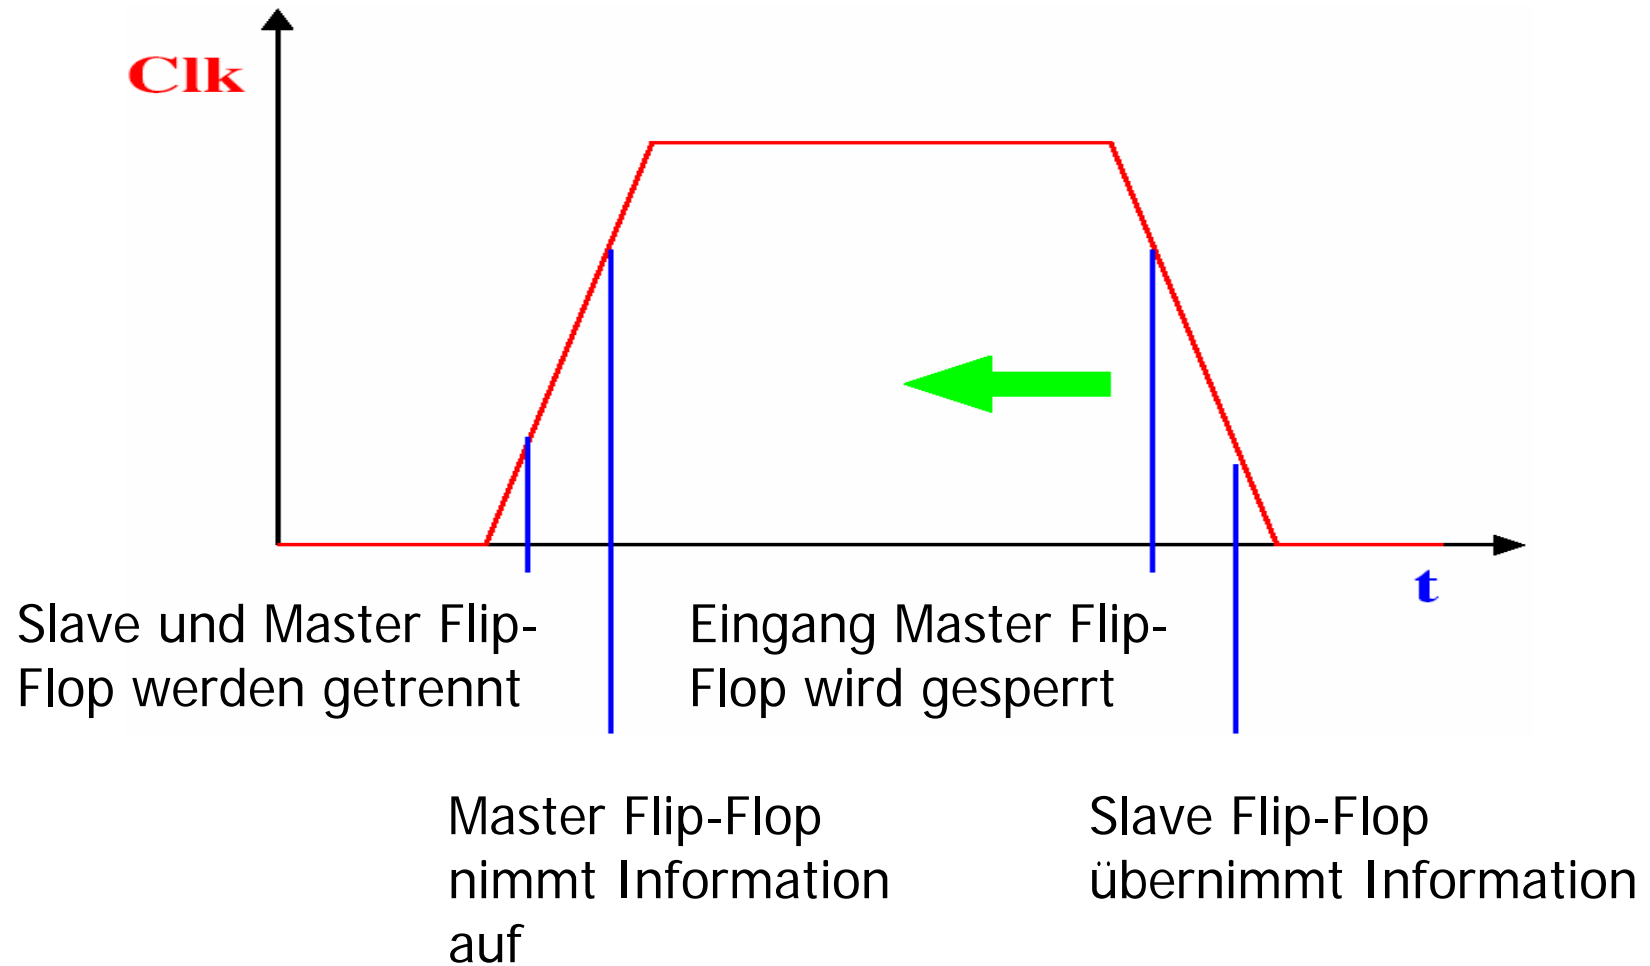 Clk
t
Slave und Master Flip-
Flop werden getrennt
Eingang Master Flip-
Flop wird gesperrt
Master Flip-Flop
nimmt Information
auf
Slave Flip-Flop
übernimmt Information